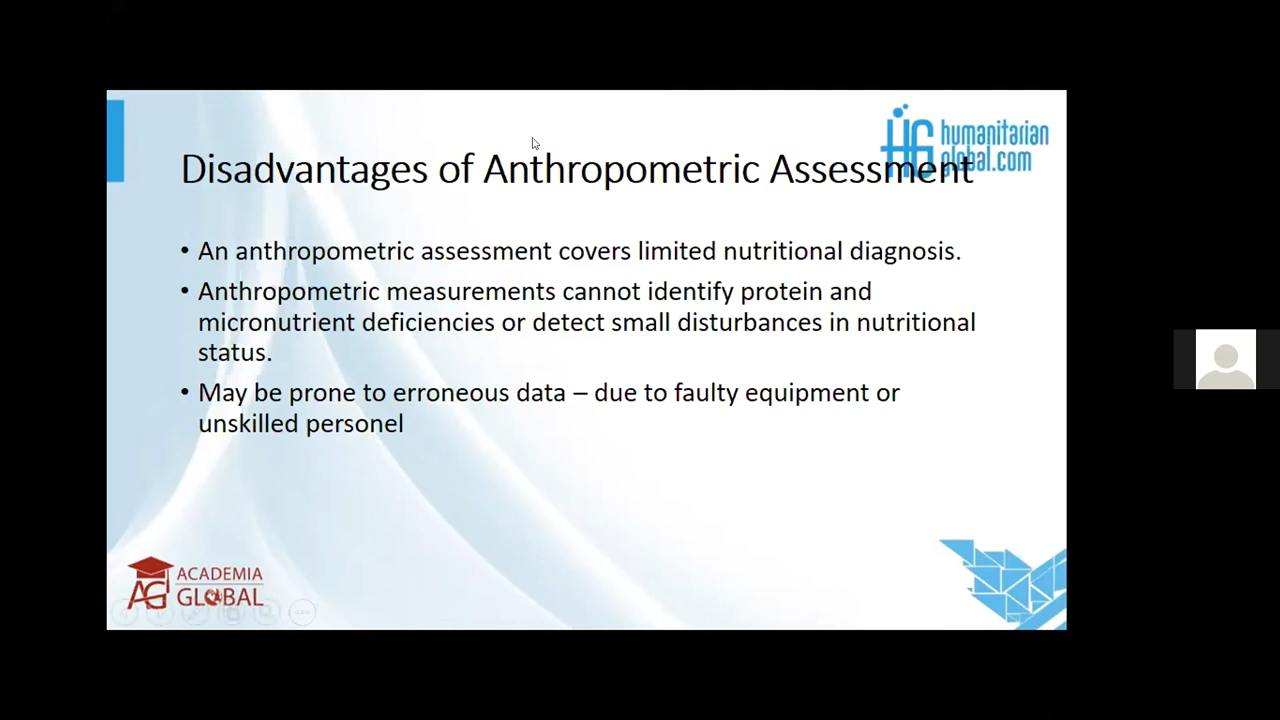 humanitarian
global.com
Disadvantages of Anthropometric Assessment
• An anthropometric assessment covers limited nutritional diagnosis.
• Anthropometric measurements cannot identify protein and
micronutrient deficiencies or detect small disturbances in nutritional
status.
• May be prone to erroneous data – due to faulty equipment or
unskilled personel
ACADEMIA
GLOBAL